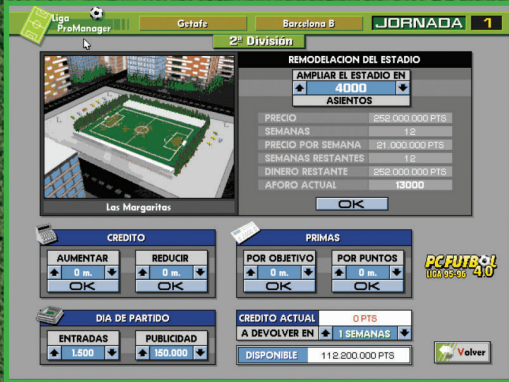 Liga
ProManager
Getafe
Barcelona B
JORNADA 1
2ª División
REMODELACION DEL ESTADIO
AMPLIAR EL ESTADIO EN
4000
ASIENTOS
PRECIO 252.000.000 PTS
SEMANAS 12
PRECIO POR SEMANA 21.000.000 PTS
SEMANAS RESTANTES 12
DINERO RESTANTE 252.000.000 PTS
AFORO ACTUAL 13000
OK
Las Margaritas
CREDITO
AUMENTAR REDUCIR
0 m. 0 m.
OK OK
PRIMAS
POR OBJETIVO POR PUNTOS
0 m. 0 m.
OK OK
PC FUTBOL
LIGA 95-96 4.0
DIA DE PARTIDO
ENTRADAS PUBLICIDAD
1.500 150.000
CREDITO ACTUAL 0 PTS
A DEVOLVER EN 1 SEMANAS
DISPONIBLE 112.200.000 PTS
Volver